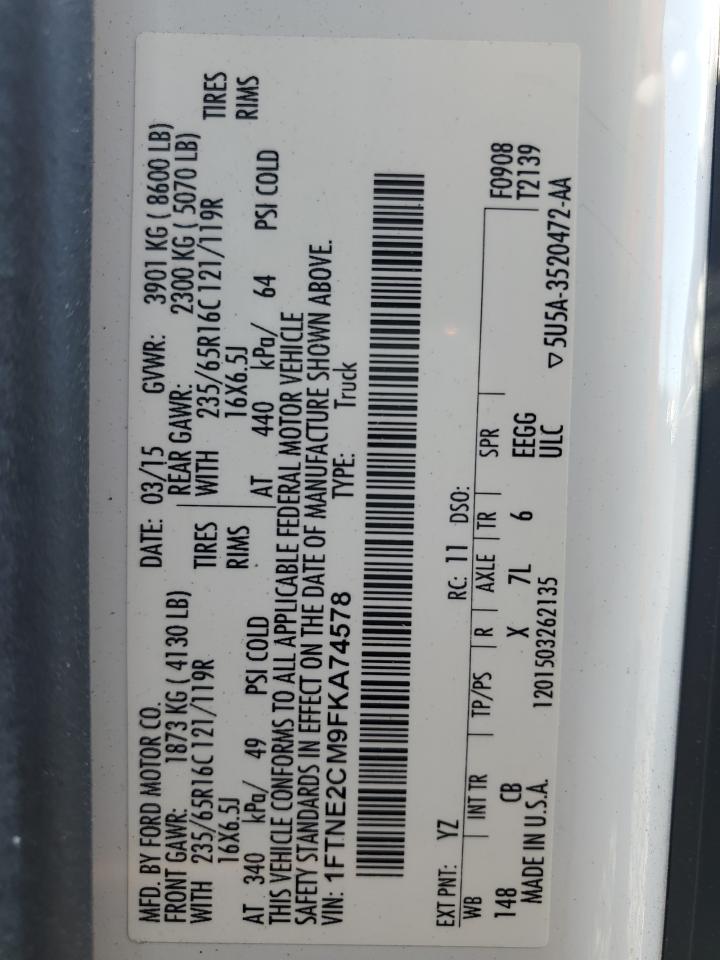 MFD. BY FORD MOTOR CO.
DATE: 03/15 GVWR: 3901 KG ( 8600 LB)
FRONT GAWR: 1873 KG ( 4130 LB)
REAR GAWR: 2300 KG ( 5070 LB)
WITH 235/65R16C 121/119R TIRES
WITH 235/65R16C 121/119R TIRES
16X6.5J RIMS
16X6.5J RIMS
AT 340 kPa/ 49 PSI COLD
AT 440 kPa/ 64 PSI COLD
THIS VEHICLE CONFORMS TO ALL APPLICABLE FEDERAL MOTOR VEHICLE
SAFETY STANDARDS IN EFFECT ON THE DATE OF MANUFACTURE SHOWN ABOVE.
VIN: 1FTNE2CM9FKA74578 TYPE: Truck
EXT PNT: YZ RC: 11 DSO: F0908
WB INT TR TP/PS R AXLE TR SPR T2139
148 CB X 7L 6 EEGG
ULC
▽5U5A-3520472-AA
MADE IN U.S.A. 1201503262135